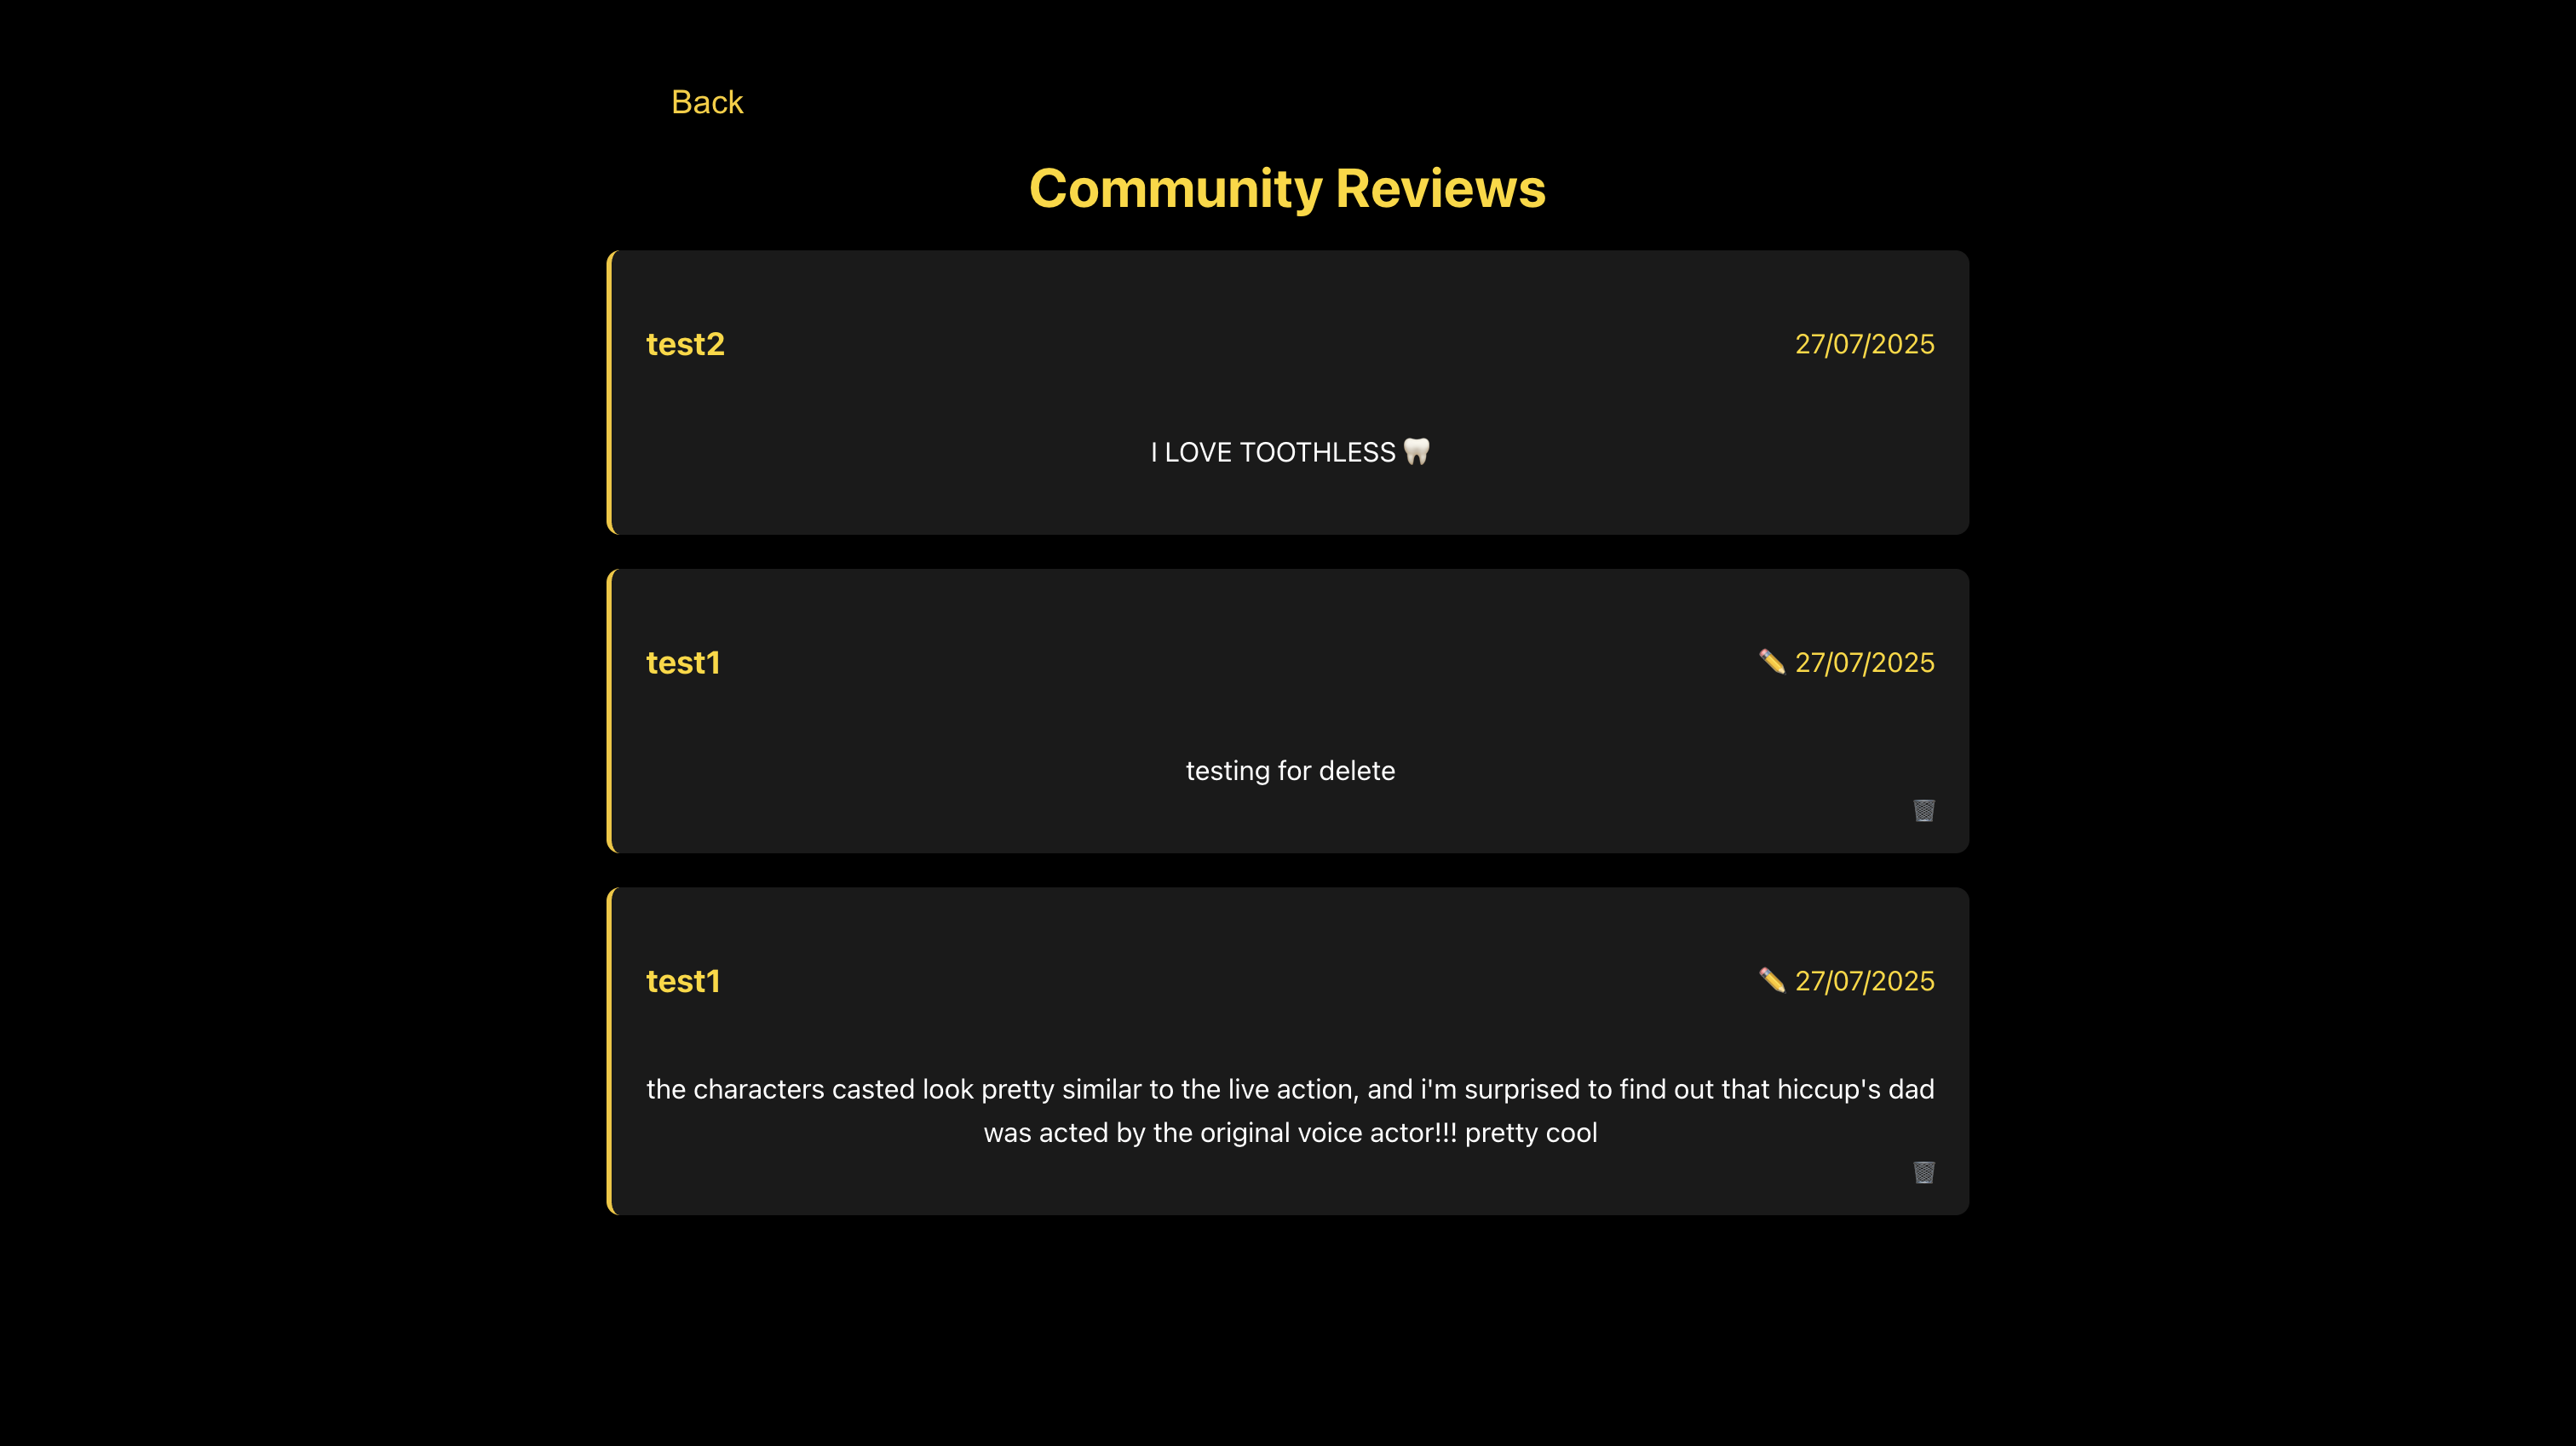 Back
Community Reviews
test2
27/07/2025
I LOVE TOOTHLESS 🦷
test1
✏️ 27/07/2025
testing for delete
🗑️
test1
✏️ 27/07/2025
the characters casted look pretty similar to the live action, and i'm surprised to find out that hiccup's dad
was acted by the original voice actor!!! pretty cool
🗑️